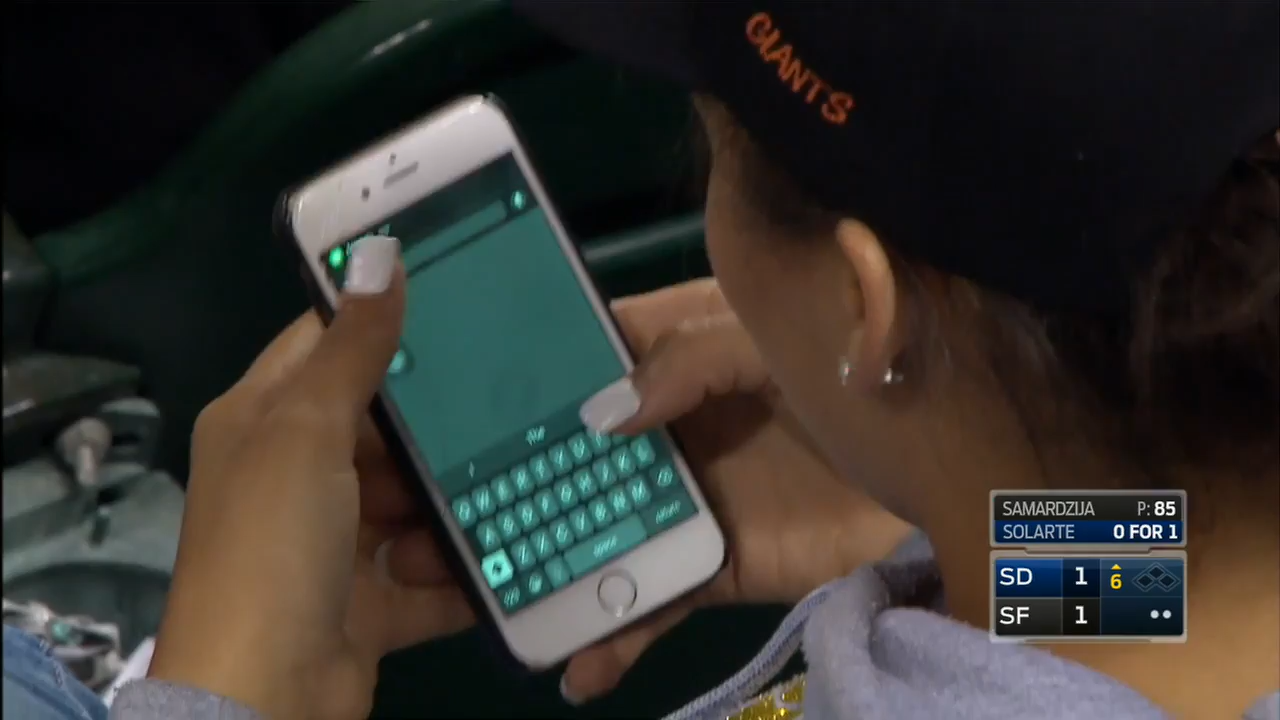 GIANTS
SAMARDZIJA P: 85
SOLARTE 0 FOR 1
SD 1 6
SF 1